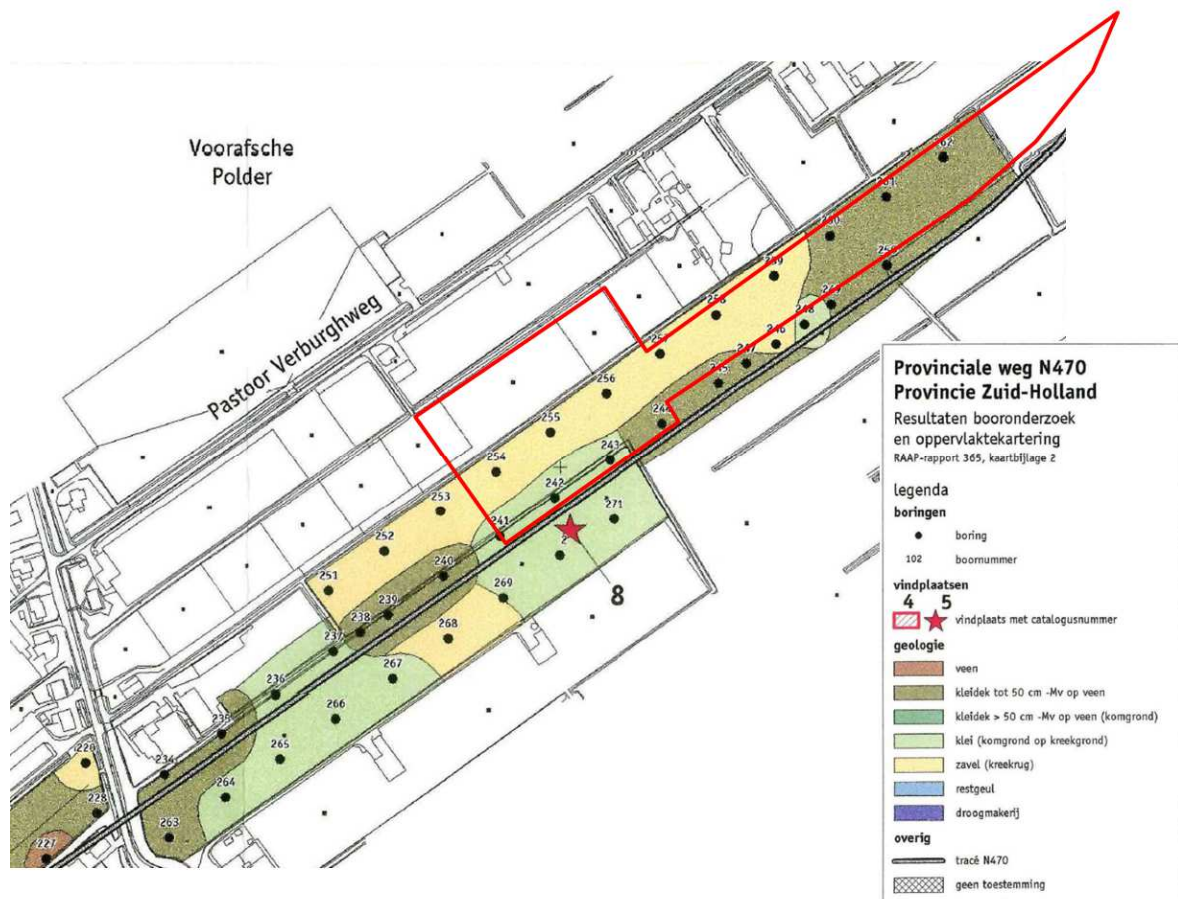 Voorafsche
Polder
Pastoor Verburghweg
262
261
260
250
259
249
258
248
246
257
247
245
256
244
255
243
254
242
253
241
271
252
240
269
251
239
8
238
268
237
267
236
266
235
265
234
264
228
263
227
Provinciale weg N470
Provincie Zuid-Holland
Resultaten booronderzoek
en oppervlaktekartering
RAAP-rapport 365, kaartbijlage 2
legenda
boringen
boring
102 boornummer
vindplaatsen
4 5
vindplaats met catalogusnummer
geologie
veen
kleidek tot 50 cm -Mv op veen
kleidek > 50 cm -Mv op veen (komgrond)
klei (komgrond op kreekgrond)
zavel (kreekrug)
restgeul
droogmakerij
overig
tracé N470
geen toestemming